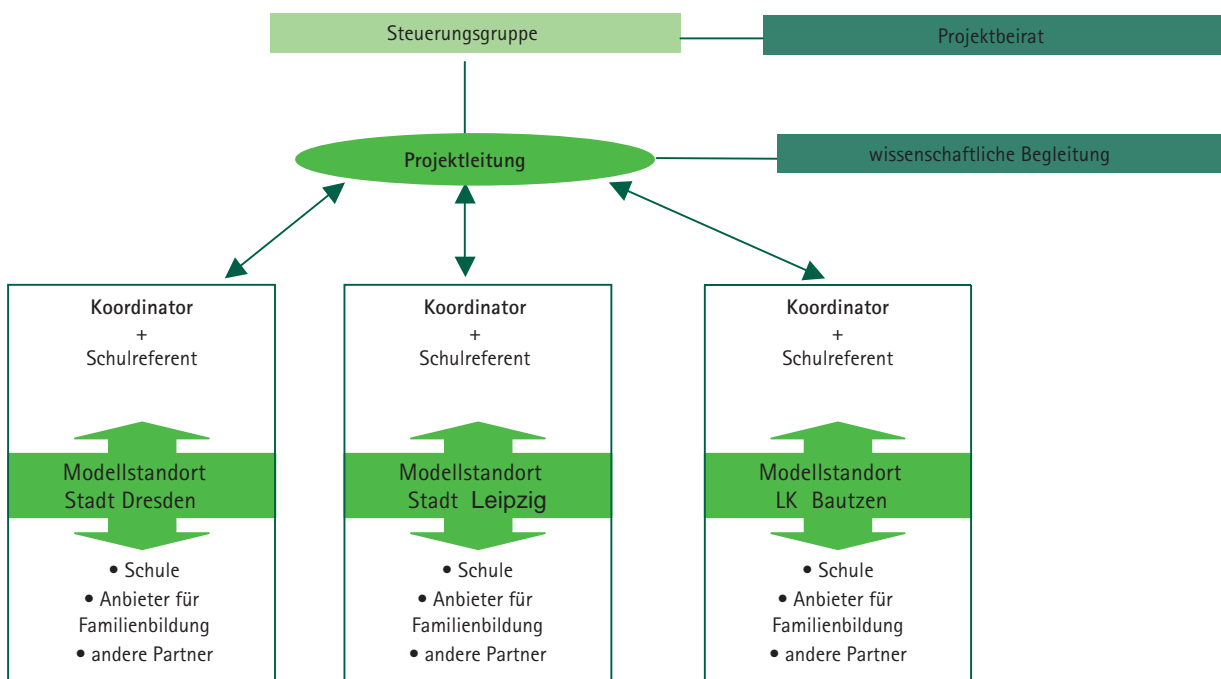 Steuerungsgruppe
Projektbeirat
Projektleitung
wissenschaftliche Begleitung
Koordinator
+
Schulreferent
Modellstandort
Stadt Dresden
• Schule
• Anbieter für
Familienbildung
• andere Partner
Koordinator
+
Schulreferent
Modellstandort
Stadt Leipzig
• Schule
• Anbieter für
Familienbildung
• andere Partner
Koordinator
+
Schulreferent
Modellstandort
LK Bautzen
• Schule
• Anbieter für
Familienbildung
• andere Partner